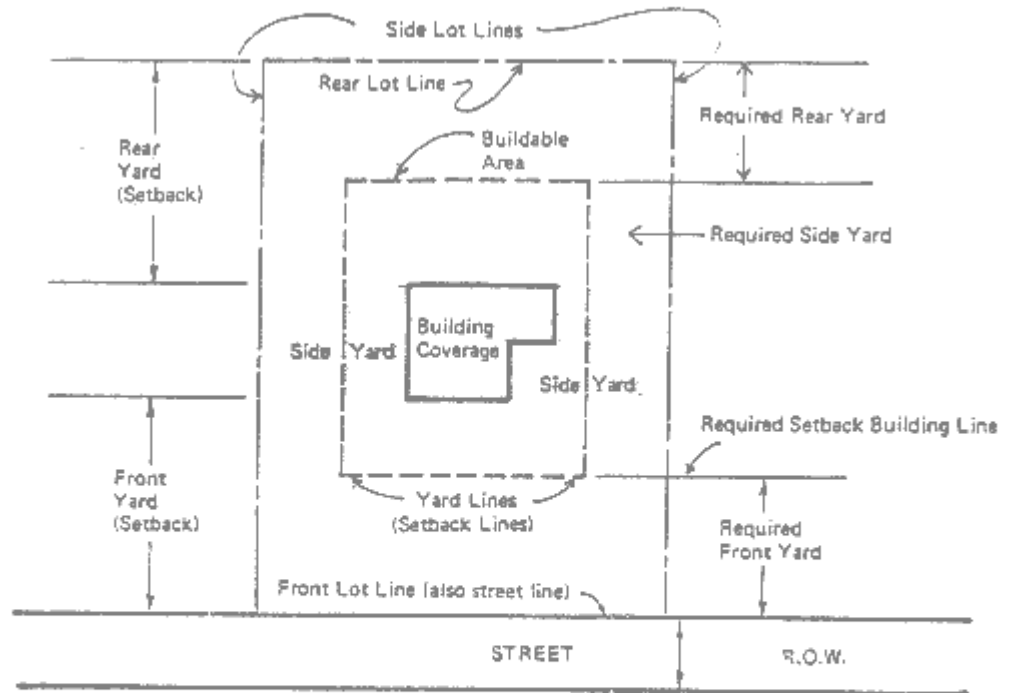 Side Lot Lines
Rear Lot Line
Required Rear Yard
Buildable
Area
Rear
Yard
(Setback)
Required Side Yard
Building
Coverage
Side Yard
Side Yard
Required Setback Building Line
Front
Yard
(Setback)
Yard Lines
(Setback Lines)
Required
Front Yard
Front Lot Line (also street line)
STREET
R.O.W.